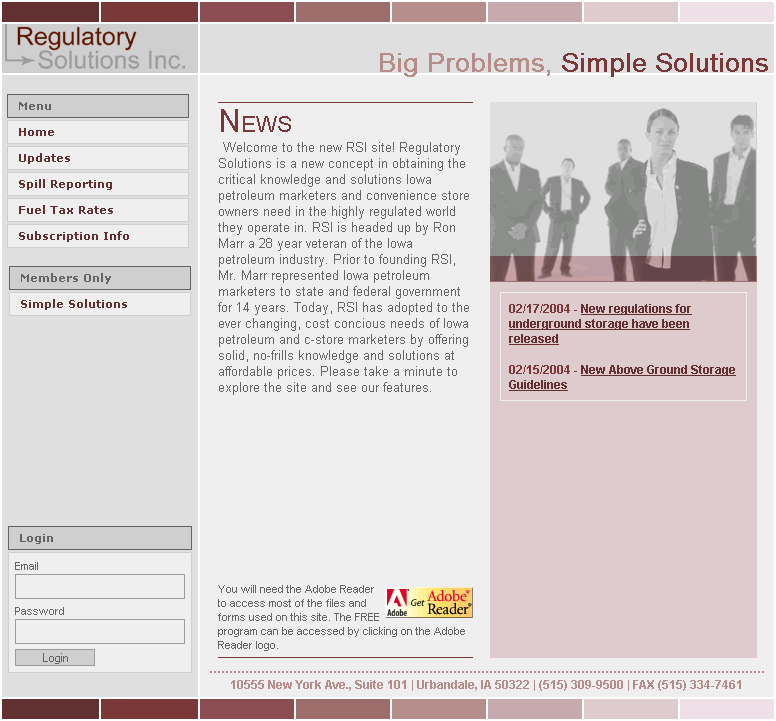 Regulatory
Solutions Inc.
Big Problems, Simple Solutions
Menu
Home
Updates
Spill Reporting
Fuel Tax Rates
Subscription Info
Members Only
Simple Solutions
Login
Email
Password
Login
NEWS
Welcome to the new RSI site! Regulatory
Solutions is a new concept in obtaining the
critical knowledge and solutions Iowa
petroleum marketers and convenience store
owners need in the highly regulated world
they operate in. RSI is headed up by Ron
Marr a 28 year veteran of the Iowa
petroleum industry. Prior to founding RSI,
Mr. Marr represented Iowa petroleum
marketers to state and federal government
for 14 years. Today, RSI has adopted to the
ever changing, cost concious needs of Iowa
petroleum and c-store marketers by offering
solid, no-frills knowledge and solutions at
affordable prices. Please take a minute to
explore the site and see our features.
You will need the Adobe Reader
to access most of the files and
forms used on this site. The FREE
program can be accessed by clicking on the Adobe
Reader logo.
Adobe
Get Adobe®
Reader®
02/17/2004 - New regulations for
underground storage have been
released
02/15/2004 - New Above Ground Storage
Guidelines
10555 New York Ave., Suite 101 | Urbandale, IA 50322 | (515) 309-9500 | FAX (515) 334-7461